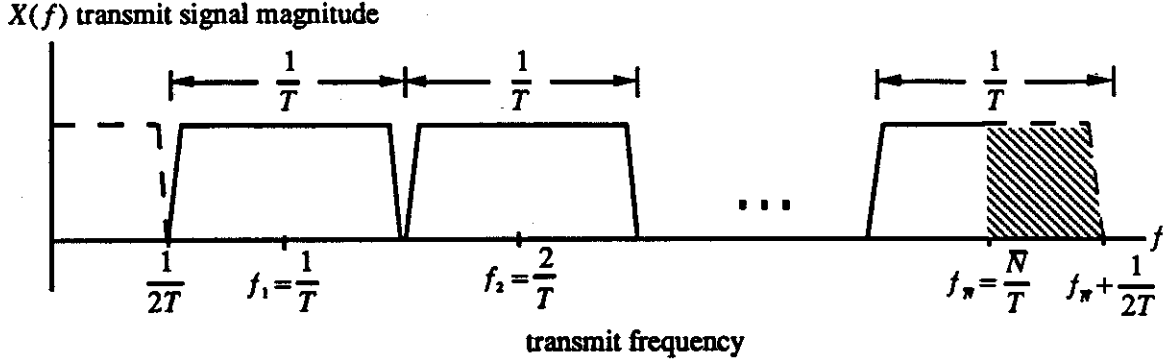 X(f) transmit signal magnitude
1/T
1/T
1/T
...
f
1/2T
f₁=1/T
f₂=2/T
f_N̅=N̅/T
f_N̅+1/2T
transmit frequency